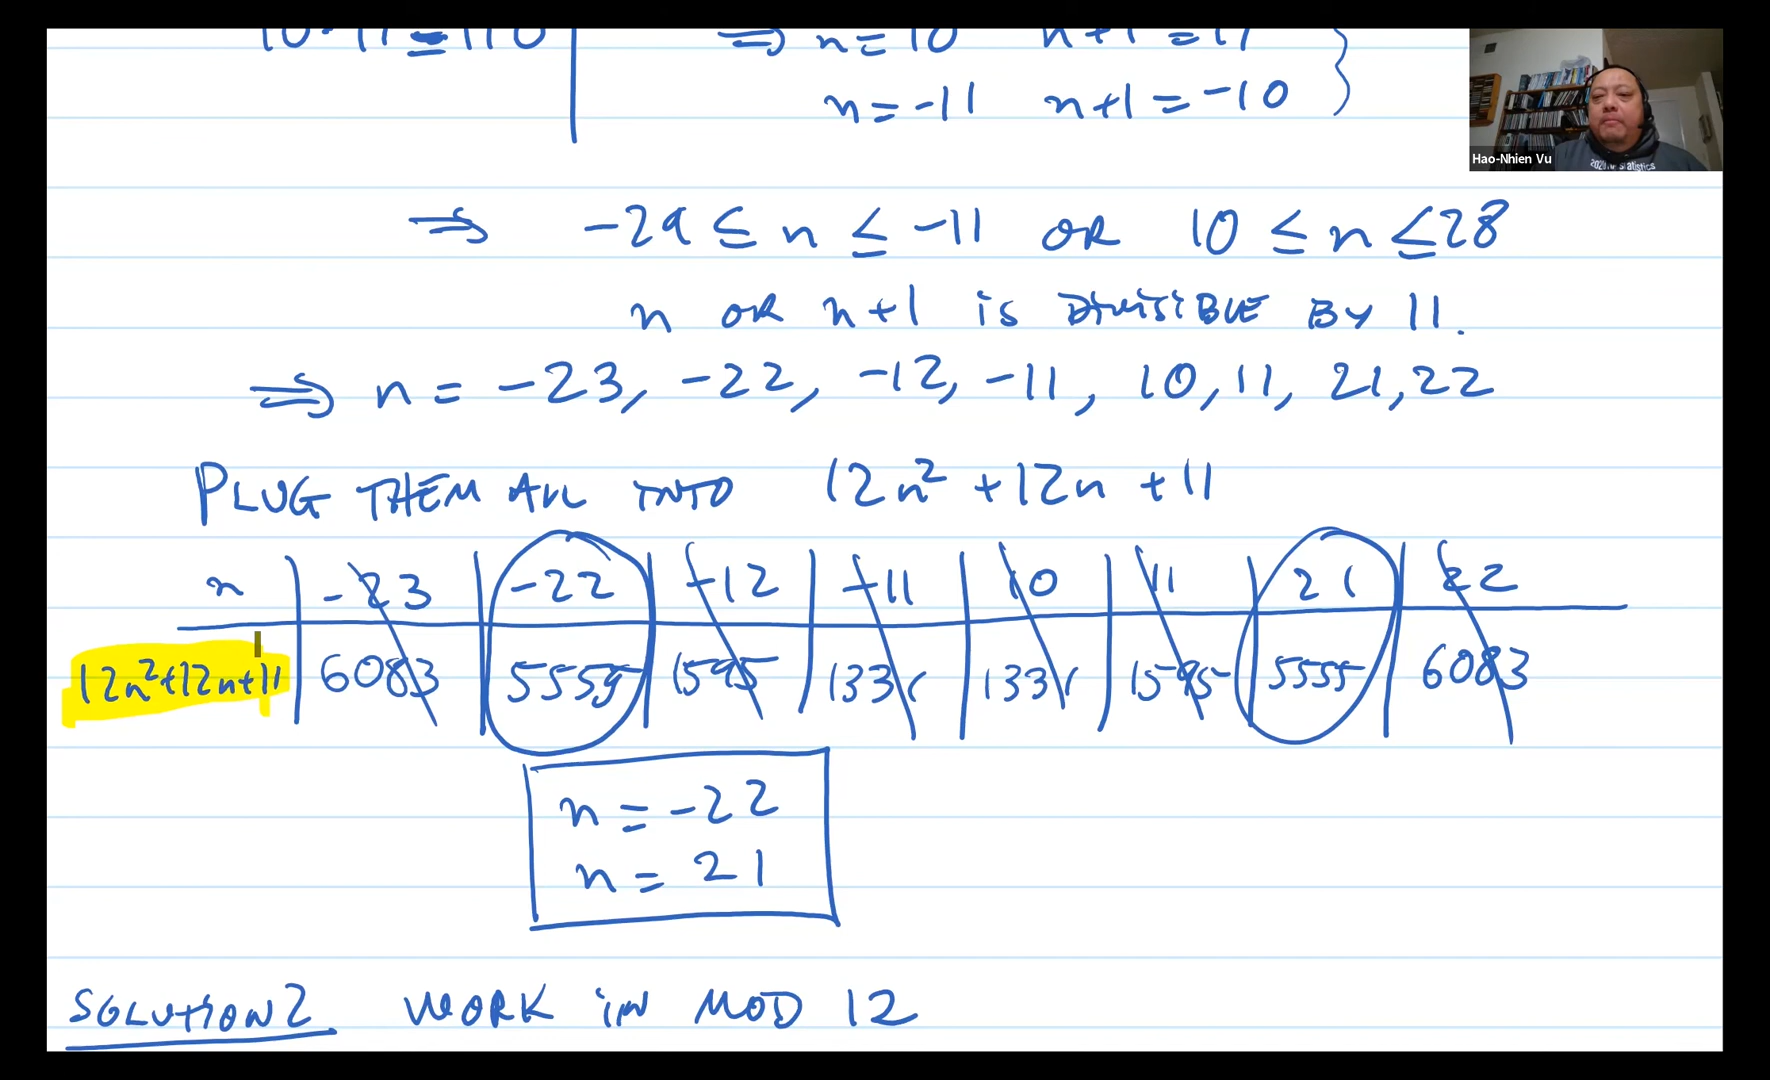 10·11=110 ⇒ n=10 n+1=11
n=-11 n+1=-10
Hao-Nhien Vu
⇒ -29 ≤ n ≤ -11 OR 10 ≤ n ≤ 28
n OR n+1 is DIVISIBLE BY 11.
⇒ n = -23, -22, -12, -11, 10, 11, 21, 22
PLUG THEM ALL INTO 12n²+12n+11
n -23 -22 -12 -11 10 11 21 22
12n²+12n+11 6083 5555 1595 1331 1331 1595 5555 6083
n = -22
n = 21
SOLUTION 2 WORK IN MOD 12